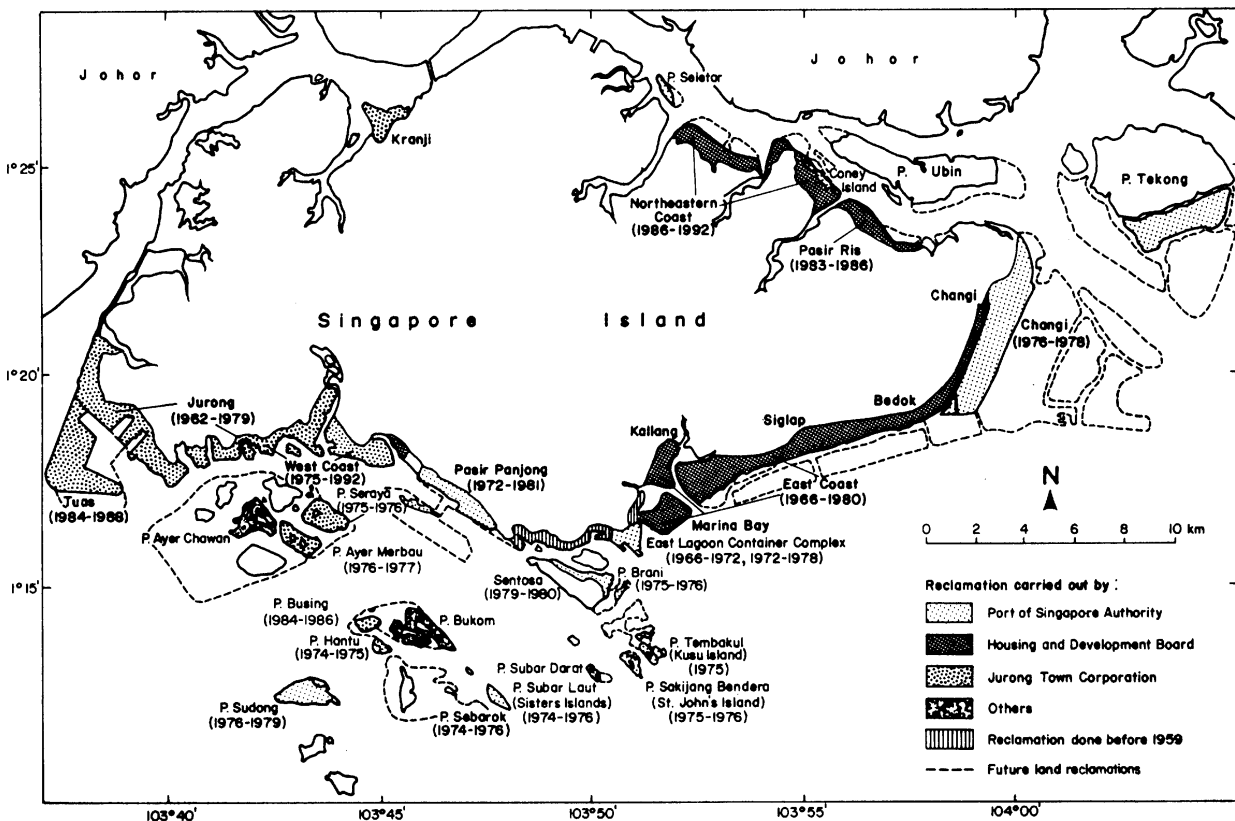 Johor
Johor
P. Seletar
Kranji
1°25'
Coney
Island
P. Ubin
P. Tekong
Northeastern
Coast
(1986-1992)
Pasir Ris
(1983-1986)
Changi
Singapore Island
Changi
(1976-1978)
1°20'
Jurong
(1962-1979)
Bedok
Siglap
Kallang
West Coast
(1975-1992)
Pasir Panjong
(1972-1981)
East Coast
(1966-1980)
Juas
(1984-1988)
P. Seraya
(1975-1976)
Marina Bay
East Lagoon Container Complex
(1966-1972, 1972-1978)
P. Ayer Chawan
P. Ayer Merbau
(1976-1977)
N
0 2 4 6 8 10 km
1°15'
Sentosa
(1979-1980)
P. Brani
(1975-1976)
P. Busing
(1984-1986)
P. Bukom
P. Hantu
(1974-1975)
P. Tembakul
(Kusu Island)
(1975)
P. Subar Darat
P. Subar Laut
(Sisters Islands)
(1974-1976)
P. Sakijang Bendera
(St. John's Island)
(1975-1976)
P. Sudong
(1976-1979)
P. Sebarok
(1974-1976)
Reclamation carried out by :
Port of Singapore Authority
Housing and Development Board
Jurong Town Corporation
Others
Reclamation done before 1959
Future land reclamations
103°40' 103°45' 103°50' 103°55' 104°00'